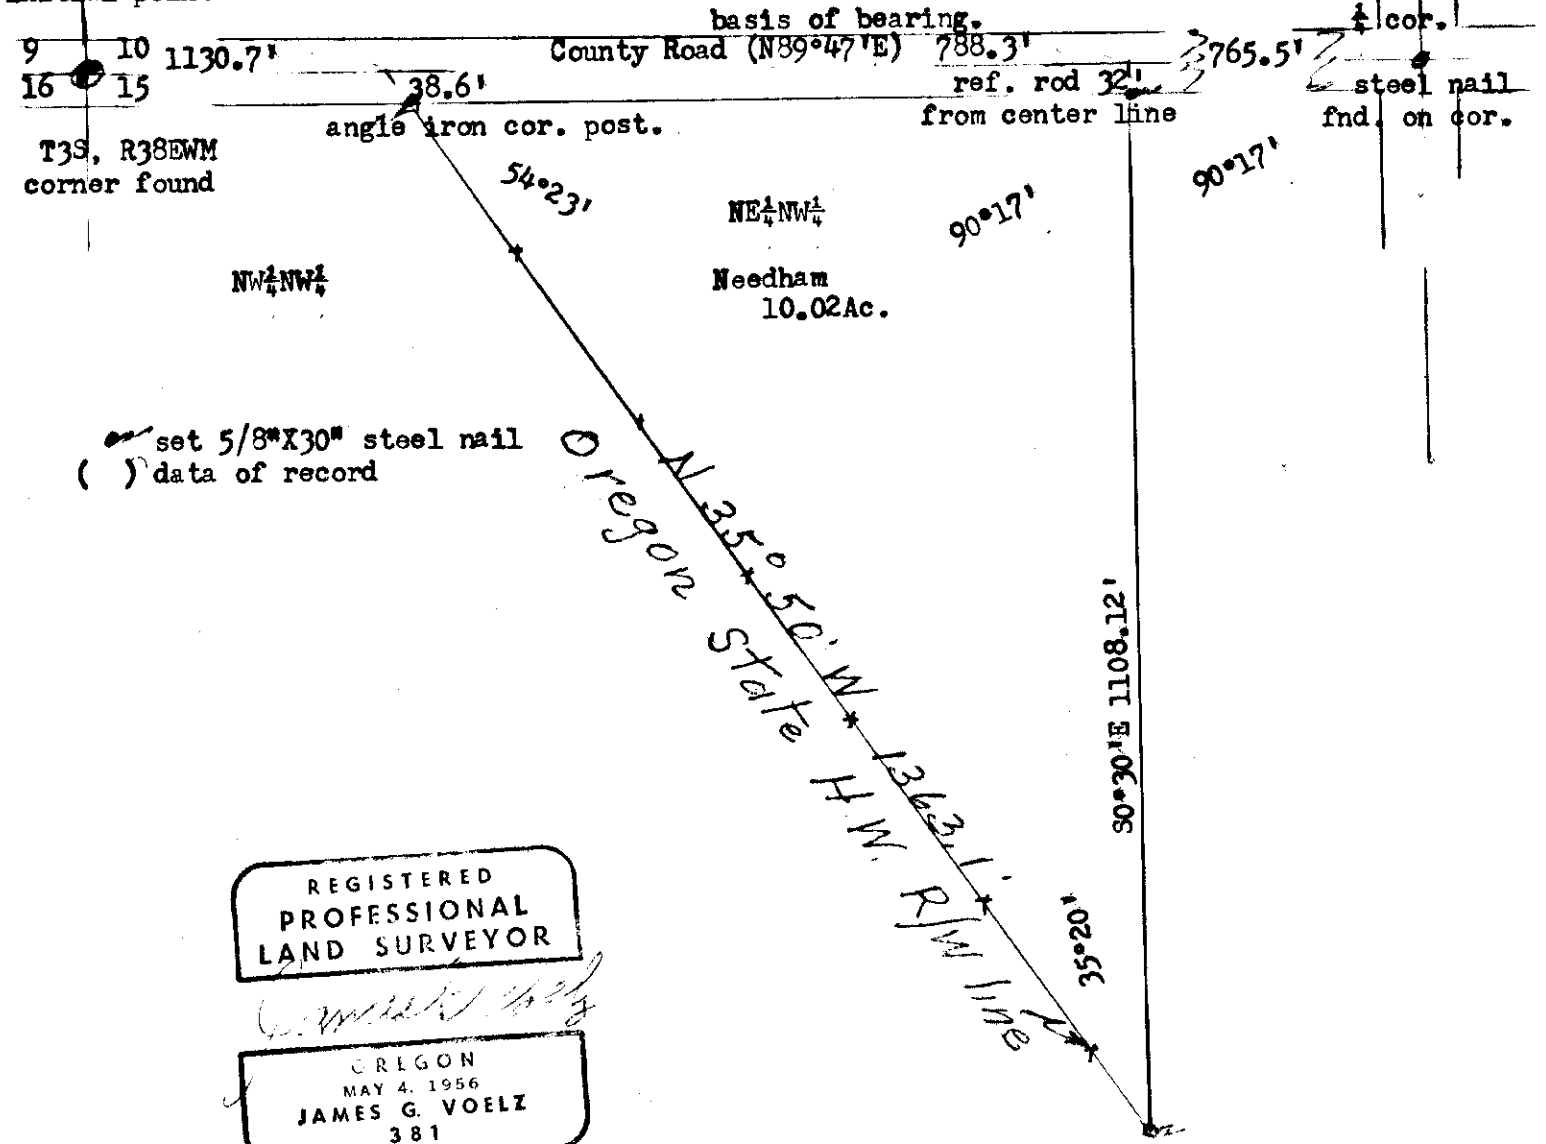 basis of bearing.
1/4 cor.
9 10 1130.7' County Road (N89°47'E) 788.3' 765.5'
16 15 38.6' ref. rod 32' steel nail
angle iron cor. post. from center line fnd. on cor.
T3S, R38EWM
corner found
54°23'
90°17'
90°17'
NE1/4NW1/4
NW1/4NW1/4
Needham
10.02Ac.
set 5/8"X30" steel nail
( ) data of record
N 35° 50' W 1363.1'
Oregon State H.W. R/W line
S0°30'E 1108.12'
35°20'
REGISTERED
PROFESSIONAL
LAND SURVEYOR
OREGON
MAY 4, 1956
JAMES G. VOELZ
381